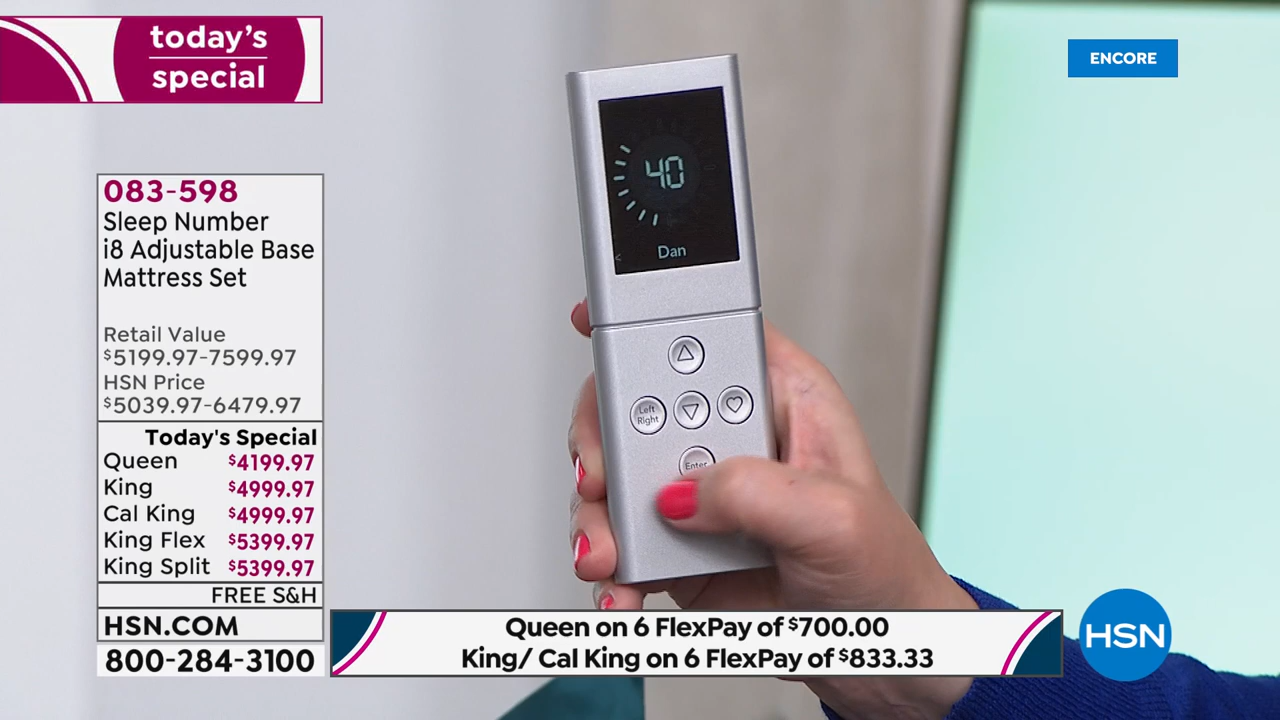 today's
special
ENCORE
083-598
Sleep Number
i8 Adjustable Base
Mattress Set
Retail Value
$5199.97-7599.97
HSN Price
$5039.97-6479.97
Today's Special
Queen $4199.97
King $4999.97
Cal King $4999.97
King Flex $5399.97
King Split $5399.97
FREE S&H
HSN.COM
800-284-3100
40
Dan
Left
Right
Enter
Queen on 6 FlexPay of $700.00
King/ Cal King on 6 FlexPay of $833.33
HSN